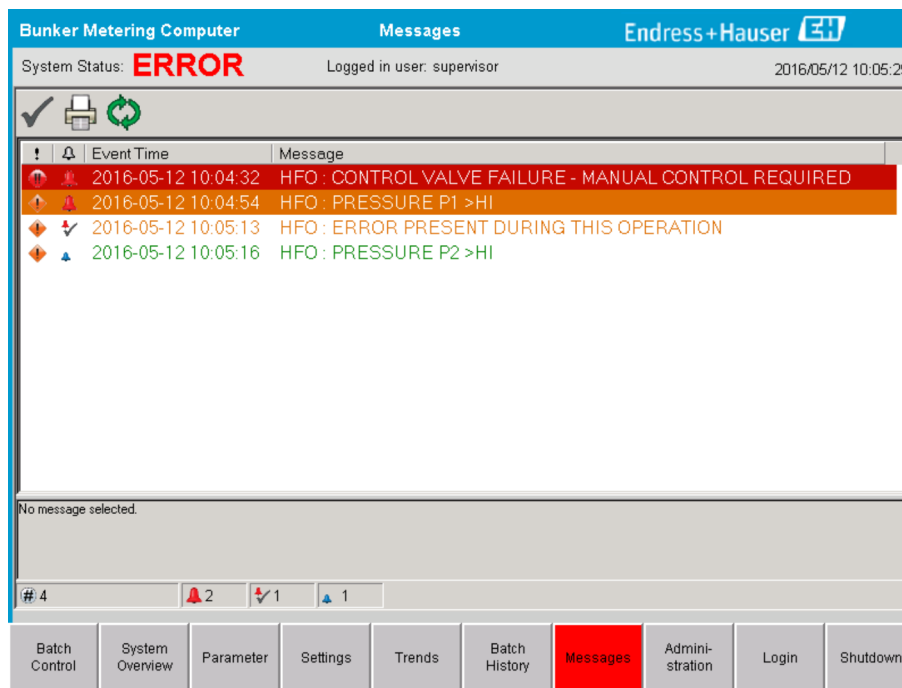 Bunker Metering Computer Messages Endress+Hauser EH
System Status: ERROR Logged in user: supervisor 2016/05/12 10:05:29
! Event Time Message
2016-05-12 10:04:32 HFO : CONTROL VALVE FAILURE - MANUAL CONTROL REQUIRED
2016-05-12 10:04:54 HFO : PRESSURE P1 >HI
2016-05-12 10:05:13 HFO : ERROR PRESENT DURING THIS OPERATION
2016-05-12 10:05:16 HFO : PRESSURE P2 >HI
No message selected.
# 4 2 1 1
Batch Control
System Overview
Parameter
Settings
Trends
Batch History
Messages
Admini-
stration
Login
Shutdown